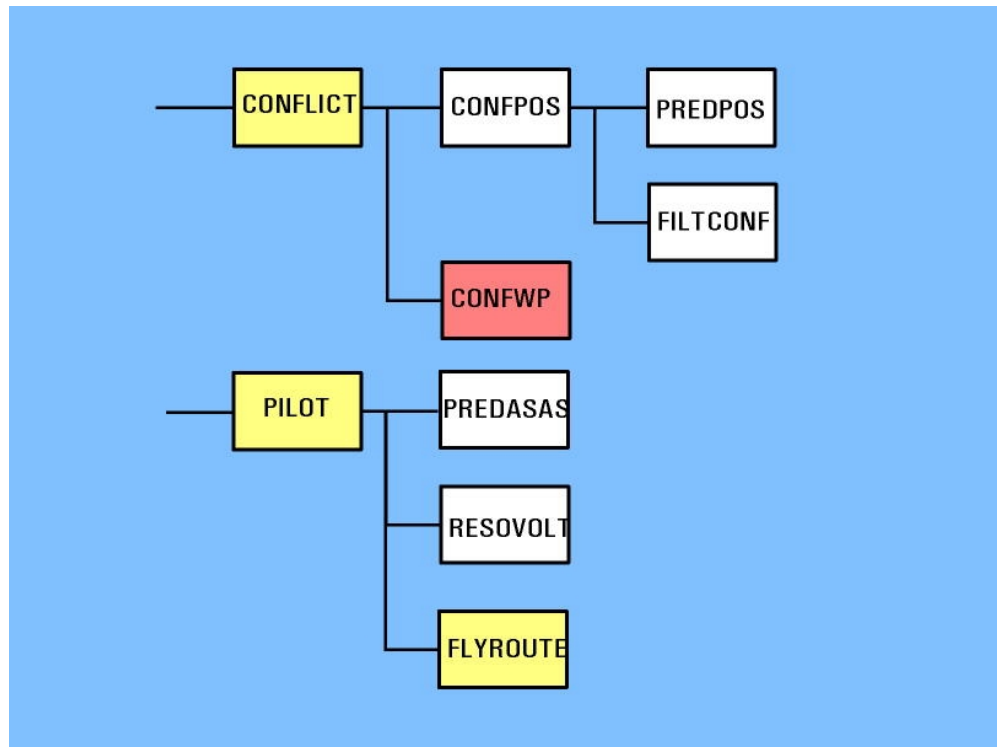 CONFLICT
CONFPOS
PREDPOS
FILTCONF
CONFWP
PILOT
PREDASAS
RESOVOLT
FLYROUTE